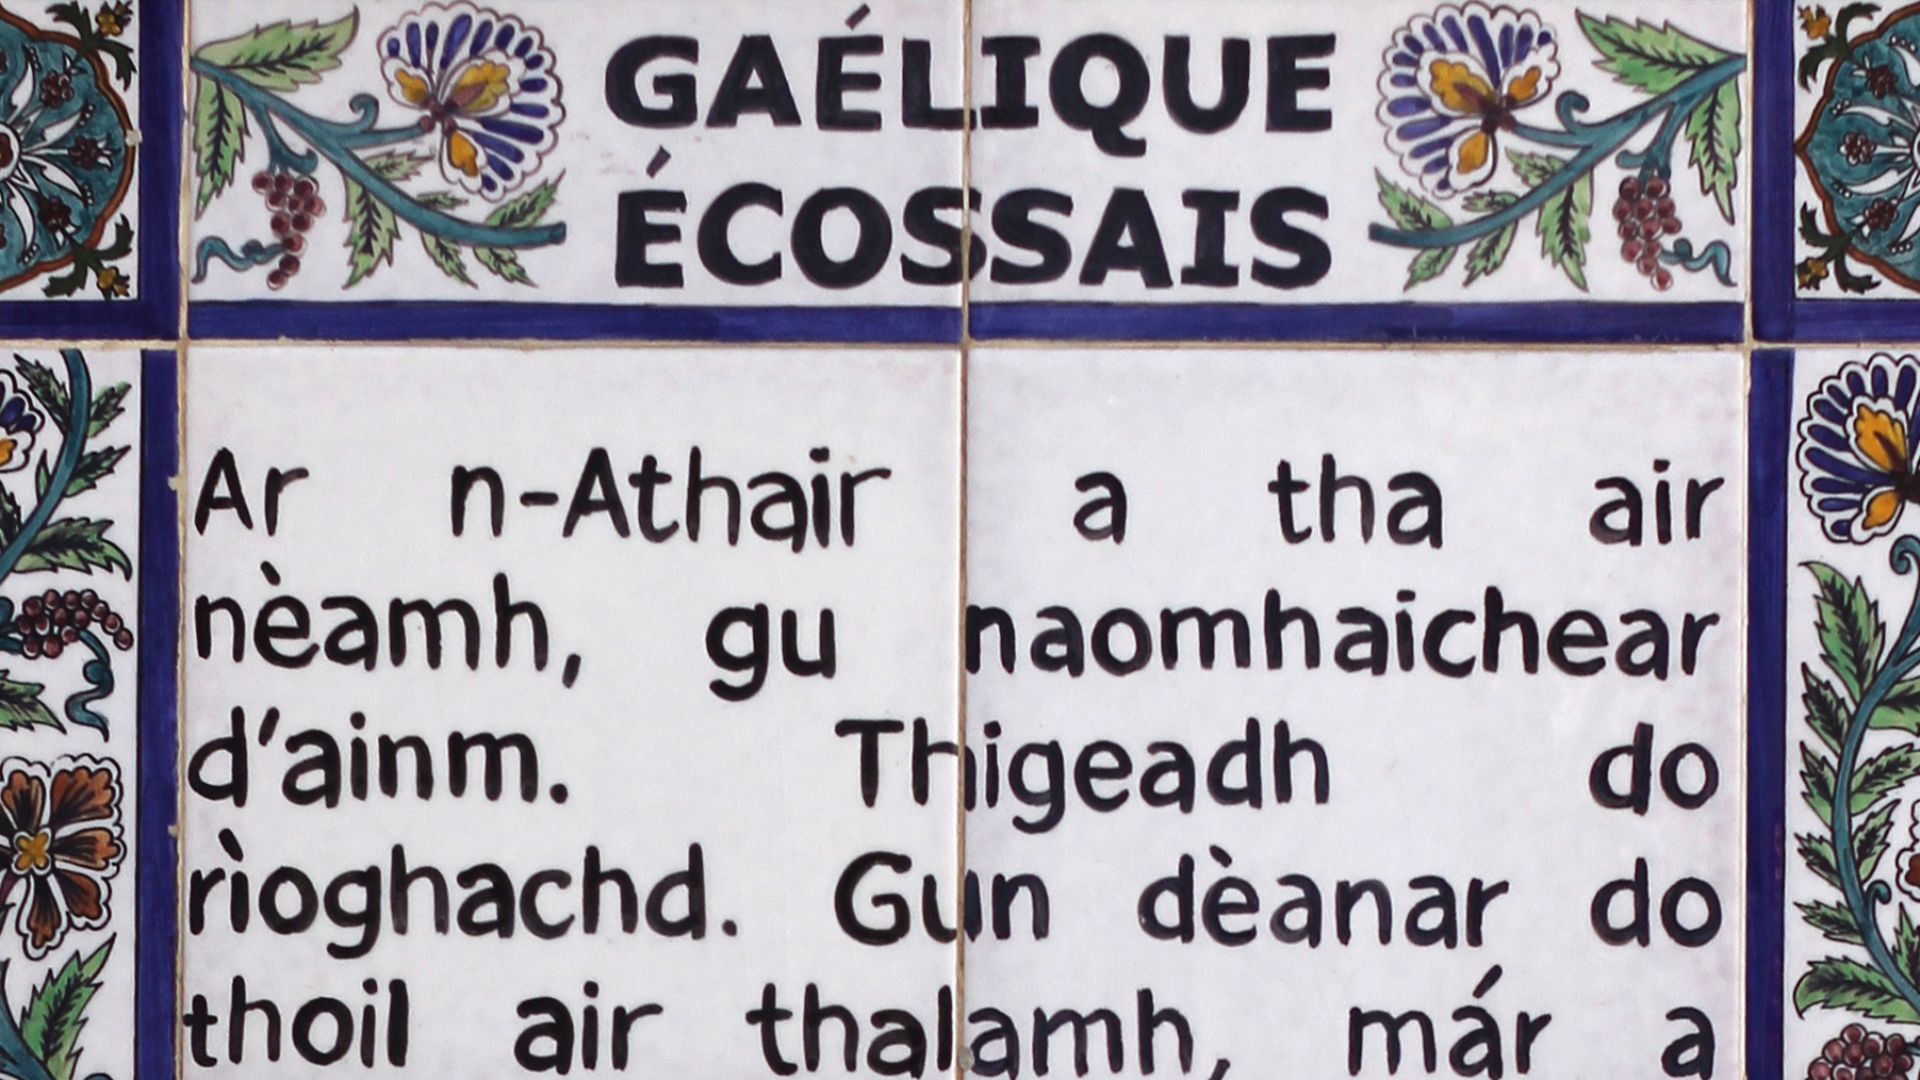 GAÉLIQUE
ÉCOSSAIS
Ar n-Athair a tha air
nèamh, gu naomhaichear
d'ainm. Thigeadh do
rìoghachd. Gun dèanar do
thoil air thalamh, már a